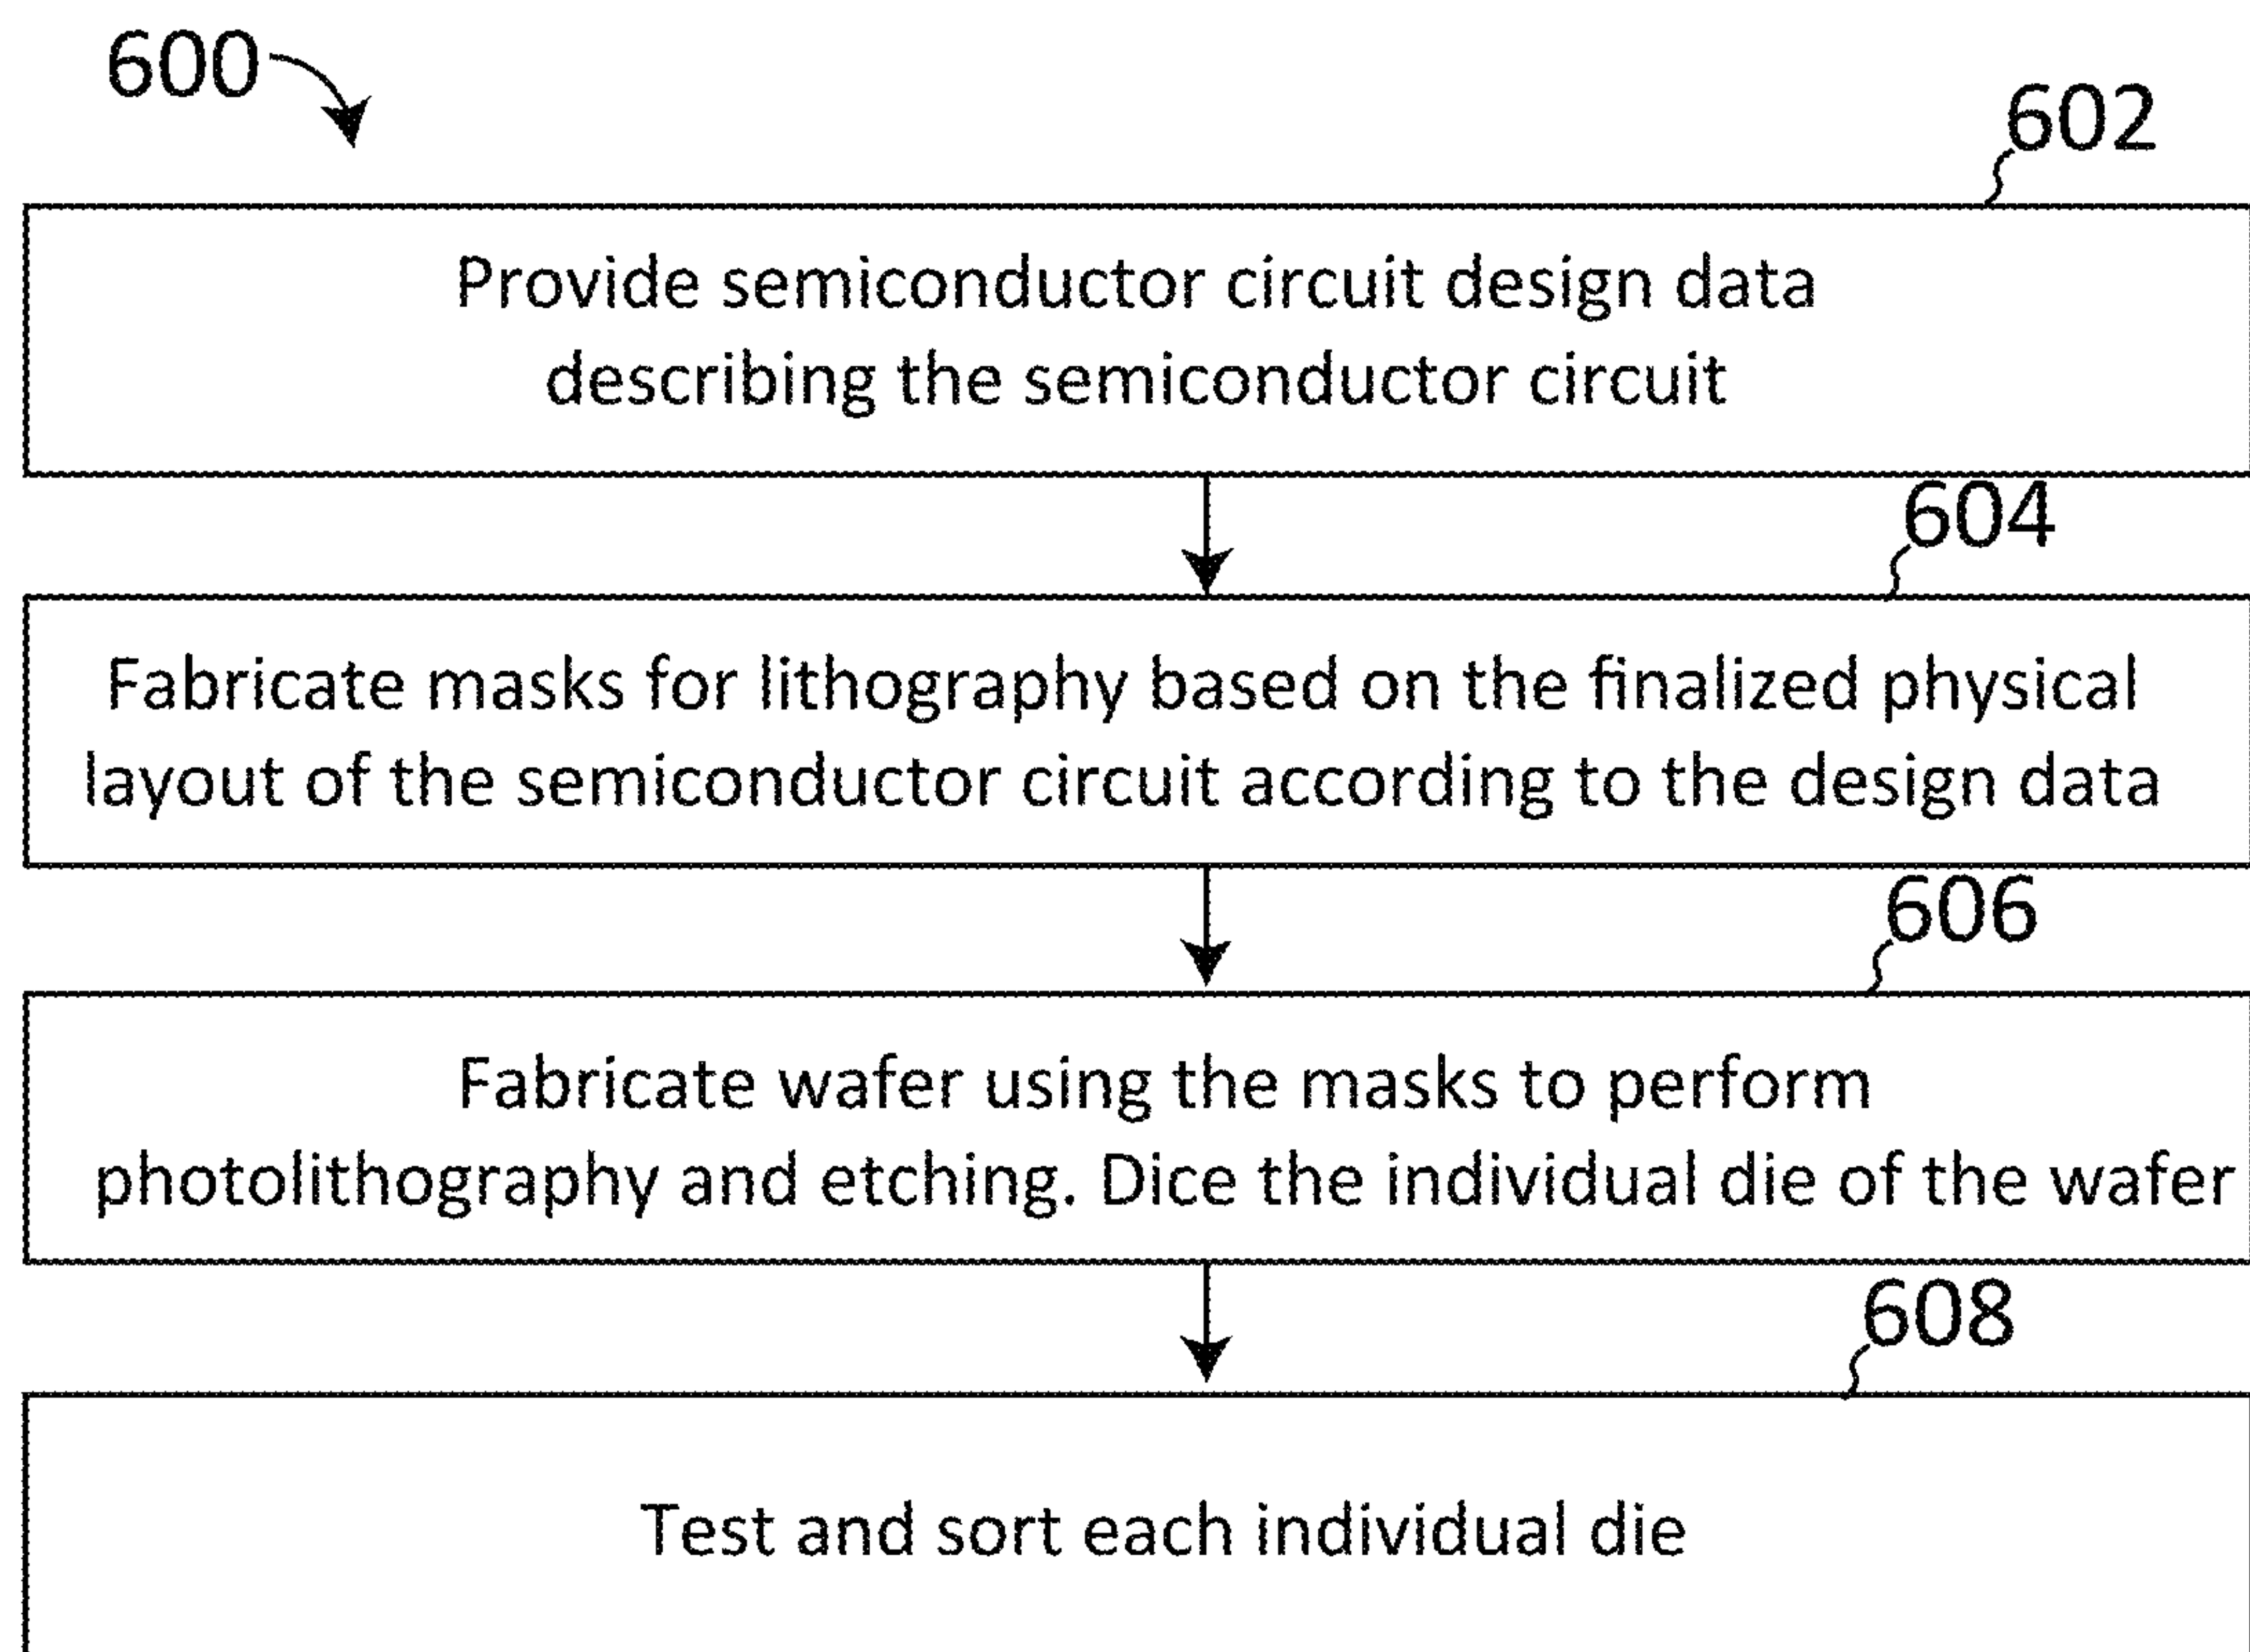 600
602
Provide semiconductor circuit design data
describing the semiconductor circuit
604
Fabricate masks for lithography based on the finalized physical
layout of the semiconductor circuit according to the design data
606
Fabricate wafer using the masks to perform
photolithography and etching. Dice the individual die of the wafer
608
Test and sort each individual die